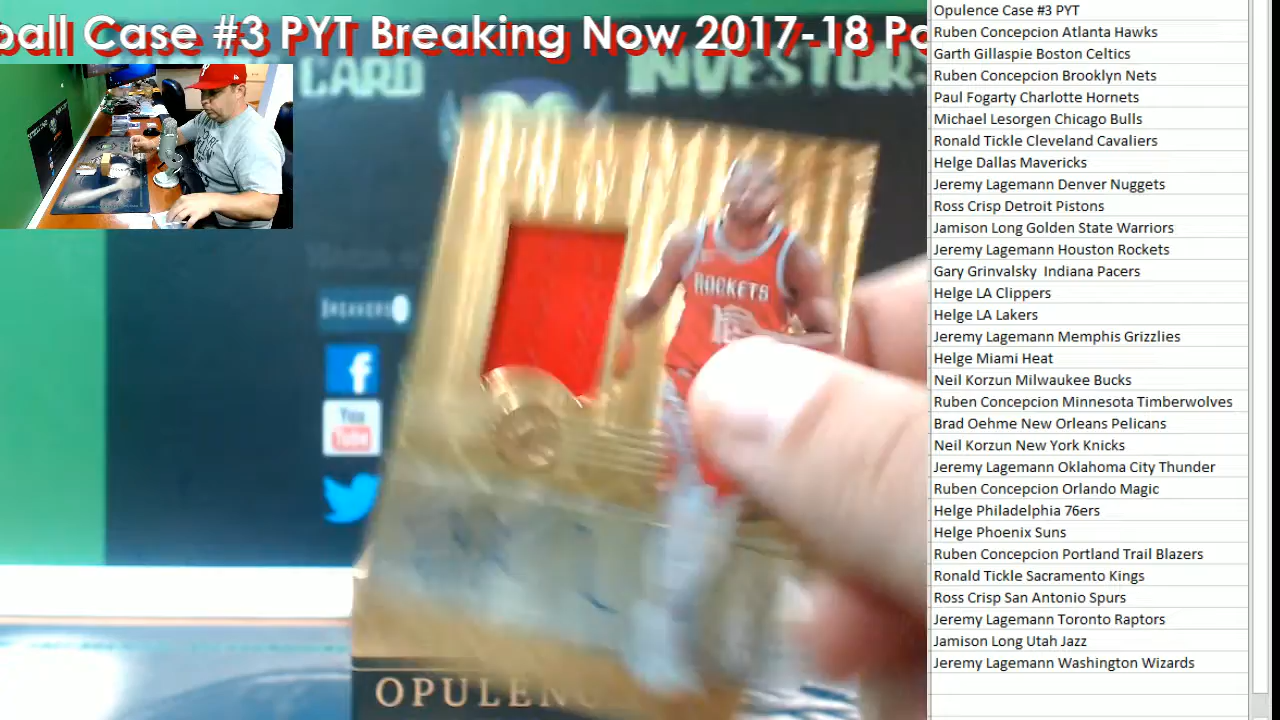 ball Case #3 PYT Breaking Now 2017-18 Pa
CARD INVESTORS
BREAKERS
f
You
Tube
ROCKETS
OPULENC
Opulence Case #3 PYT
Ruben Concepcion Atlanta Hawks
Garth Gillaspie Boston Celtics
Ruben Concepcion Brooklyn Nets
Paul Fogarty Charlotte Hornets
Michael Lesorgen Chicago Bulls
Ronald Tickle Cleveland Cavaliers
Helge Dallas Mavericks
Jeremy Lagemann Denver Nuggets
Ross Crisp Detroit Pistons
Jamison Long Golden State Warriors
Jeremy Lagemann Houston Rockets
Gary Grinvalsky Indiana Pacers
Helge LA Clippers
Helge LA Lakers
Jeremy Lagemann Memphis Grizzlies
Helge Miami Heat
Neil Korzun Milwaukee Bucks
Ruben Concepcion Minnesota Timberwolves
Brad Oehme New Orleans Pelicans
Neil Korzun New York Knicks
Jeremy Lagemann Oklahoma City Thunder
Ruben Concepcion Orlando Magic
Helge Philadelphia 76ers
Helge Phoenix Suns
Ruben Concepcion Portland Trail Blazers
Ronald Tickle Sacramento Kings
Ross Crisp San Antonio Spurs
Jeremy Lagemann Toronto Raptors
Jamison Long Utah Jazz
Jeremy Lagemann Washington Wizards